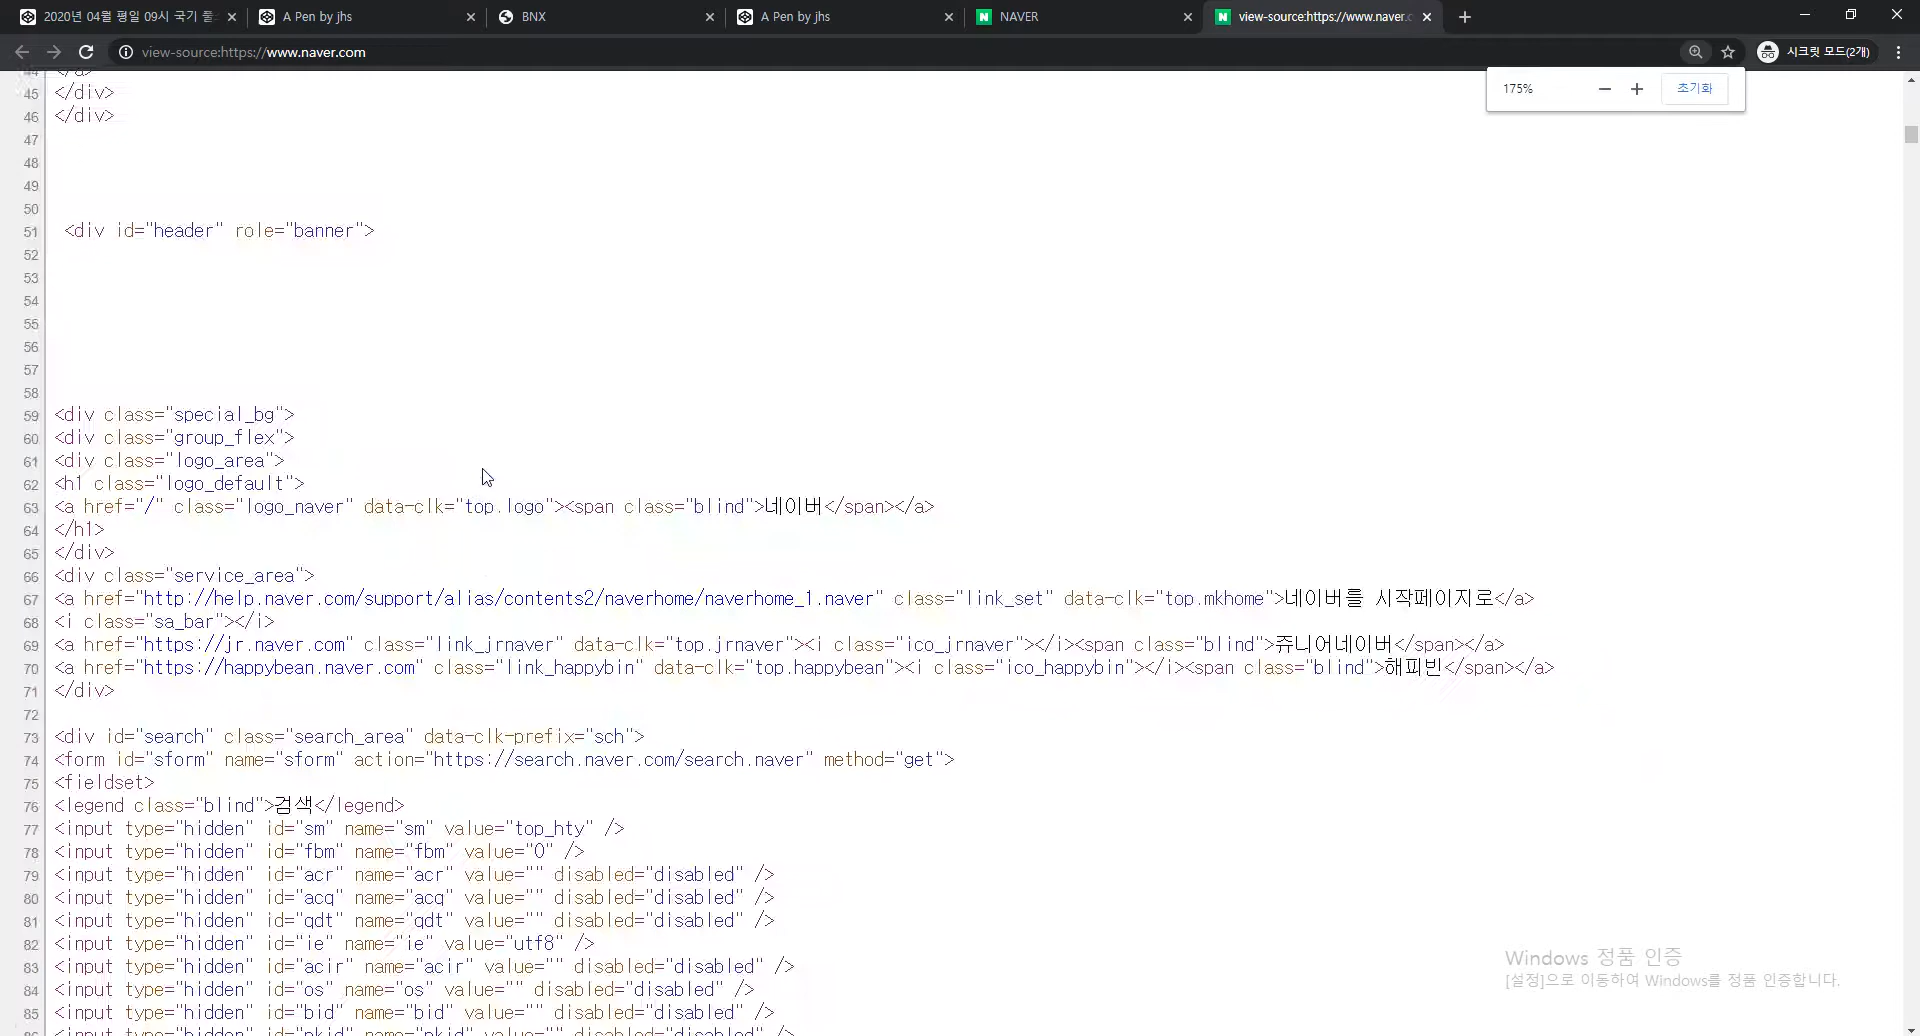 2020년 04월 평일 09시 국기
A Pen by jhs
BNX
A Pen by jhs
NAVER
view-source:https://www.naver.c
view-source:https://www.naver.com
시크릿 모드(2개)
175%
초기화
44 </a>
45 </div>
46 </div>
47
48
49
50
51 <div id="header" role="banner">
52
53
54
55
56
57
58
59 <div class="special_bg">
60 <div class="group_flex">
61 <div class="logo_area">
62 <h1 class="logo_default">
63 <a href="/" class="logo_naver" data-clk="top.logo"><span class="blind">네이버</span></a>
64 </h1>
65 </div>
66 <div class="service_area">
67 <a href="http://help.naver.com/support/alias/contents2/naverhome/naverhome_1.naver" class="link_set" data-clk="top.mkhome">네이버를 시작페이지로</a>
68 <i class="sa_bar"></i>
69 <a href="https://jr.naver.com" class="link_jrnaver" data-clk="top.jrnaver"><i class="ico_jrnaver"></i><span class="blind">쥬니어네이버</span></a>
70 <a href="https://happybean.naver.com" class="link_happybin" data-clk="top.happybean"><i class="ico_happybin"></i><span class="blind">해피빈</span></a>
71 </div>
72
73 <div id="search" class="search_area" data-clk-prefix="sch">
74 <form id="sform" name="sform" action="https://search.naver.com/search.naver" method="get">
75 <fieldset>
76 <legend class="blind">검색</legend>
77 <input type="hidden" id="sm" name="sm" value="top_hty" />
78 <input type="hidden" id="fbm" name="fbm" value="0" />
79 <input type="hidden" id="acr" name="acr" value="" disabled="disabled" />
80 <input type="hidden" id="acq" name="acq" value="" disabled="disabled" />
81 <input type="hidden" id="qdt" name="qdt" value="" disabled="disabled" />
82 <input type="hidden" id="ie" name="ie" value="utf8" />
83 <input type="hidden" id="acir" name="acir" value="" disabled="disabled" />
84 <input type="hidden" id="os" name="os" value="" disabled="disabled" />
85 <input type="hidden" id="bid" name="bid" value="" disabled="disabled" />
86 <input type="hidden" id="pkid" name="pkid" value="" disabled="disabled" />
Windows 정품 인증
[설정]으로 이동하여 Windows를 정품 인증합니다.